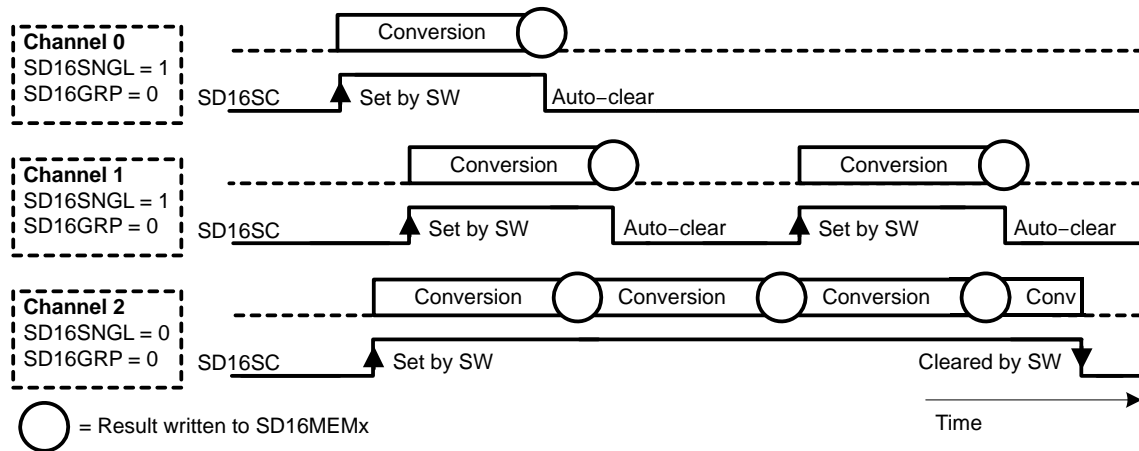 Channel 0
SD16SNGL = 1
SD16GRP = 0
Conversion
SD16SC
Set by SW
Auto−clear
Channel 1
SD16SNGL = 1
SD16GRP = 0
Conversion
Conversion
SD16SC
Set by SW
Auto−clear
Set by SW
Auto−clear
Channel 2
SD16SNGL = 0
SD16GRP = 0
Conversion
Conversion
Conversion
Conv
SD16SC
Set by SW
Cleared by SW
= Result written to SD16MEMx
Time